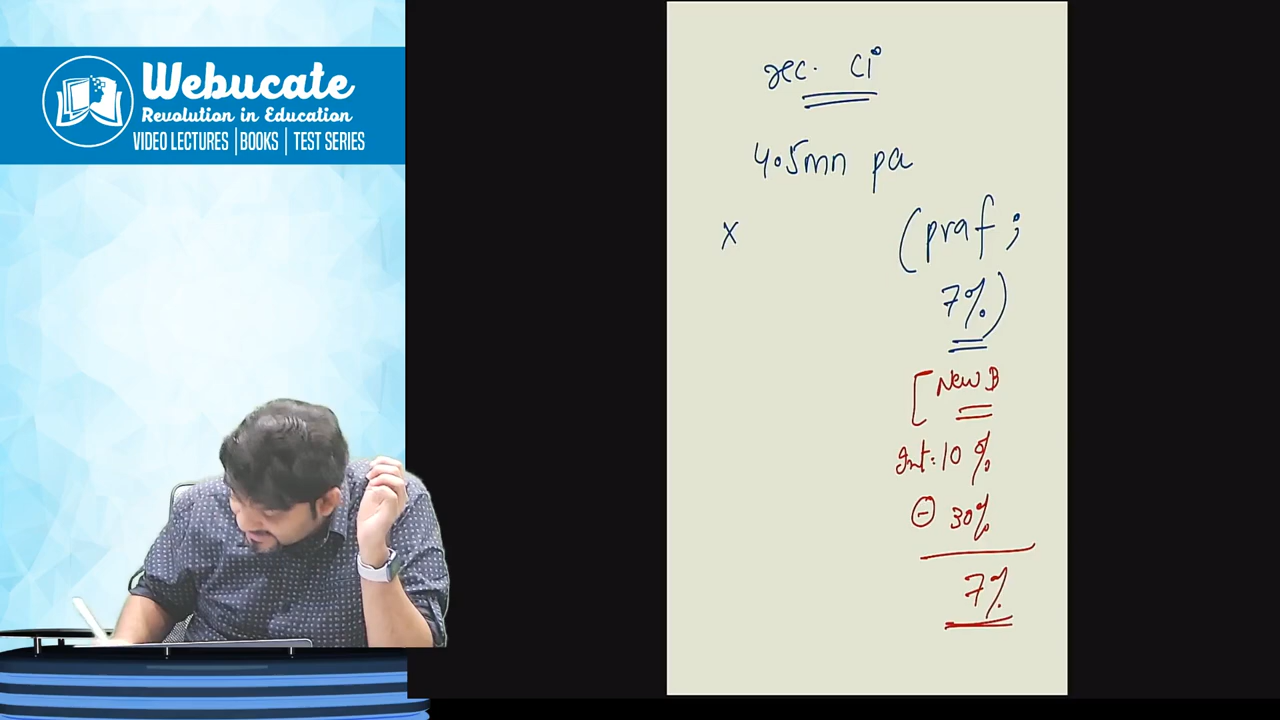 Webucate
Revolution in Education
VIDEO LECTURES | BOOKS | TEST SERIES
rec. Ci
4.5mn pa
x (praf ;
7%)
[New B
Int: 10%
⊖ 30%
7%